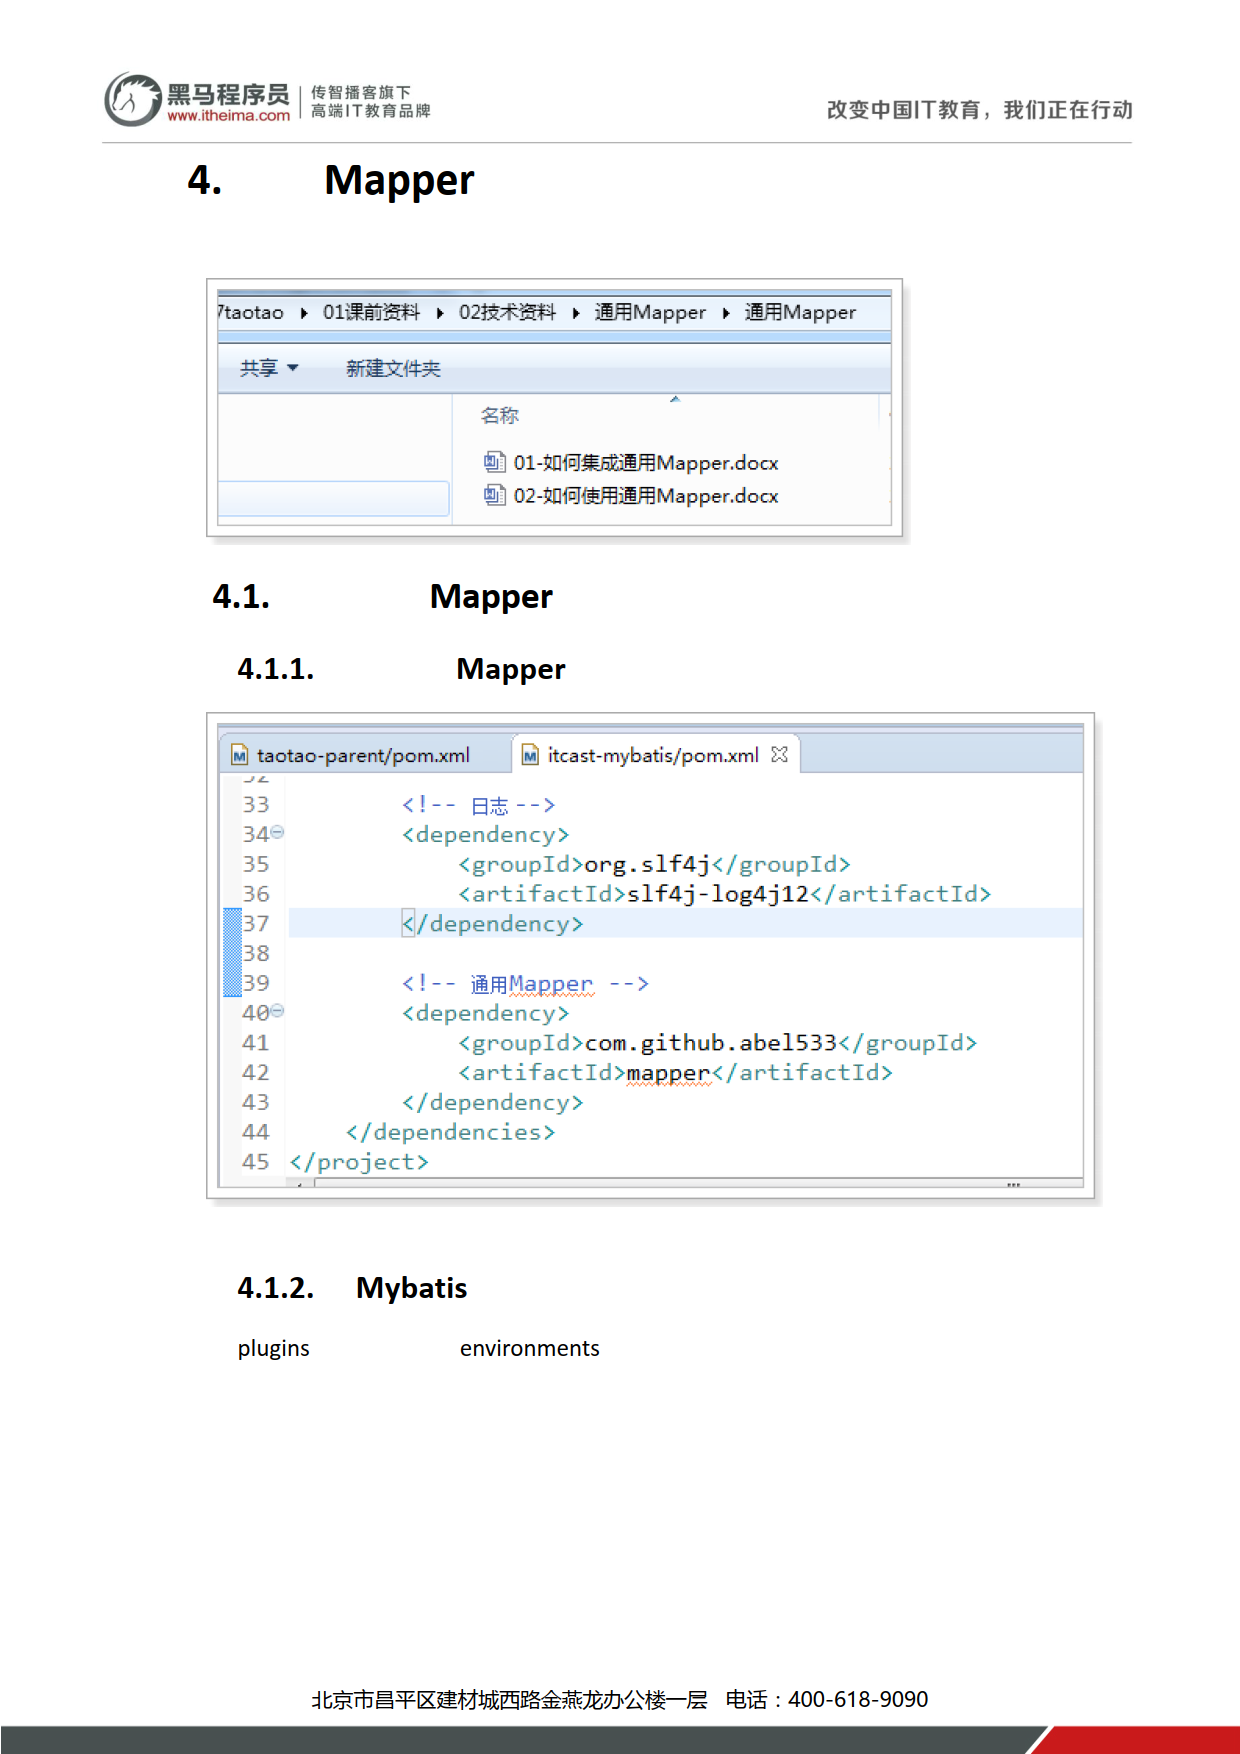 黑马程序员
www.itheima.com
传智播客旗下
高端IT教育品牌
改变中国IT教育，我们正在行动
4. Mapper
7taotao ▸ 01课前资料 ▸ 02技术资料 ▸ 通用Mapper ▸ 通用Mapper
共享 新建文件夹
名称
01-如何集成通用Mapper.docx
02-如何使用通用Mapper.docx
4.1. Mapper
4.1.1. Mapper
taotao-parent/pom.xml itcast-mybatis/pom.xml
32
33 <!-- 日志 -->
34 <dependency>
35 <groupId>org.slf4j</groupId>
36 <artifactId>slf4j-log4j12</artifactId>
37 </dependency>
38
39 <!-- 通用Mapper -->
40 <dependency>
41 <groupId>com.github.abel533</groupId>
42 <artifactId>mapper</artifactId>
43 </dependency>
44 </dependencies>
45 </project>
4.1.2. Mybatis
plugins environments
北京市昌平区建材城西路金燕龙办公楼一层 电话：400-618-9090